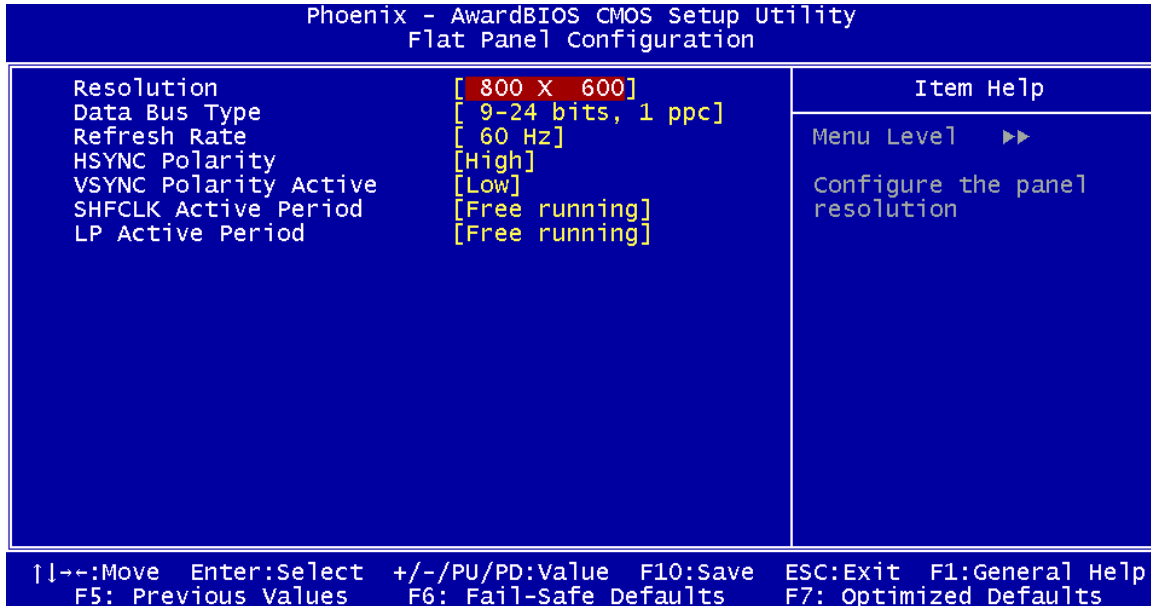 Phoenix - AwardBIOS CMOS Setup Utility
Flat Panel Configuration
Resolution [ 800 X 600]
Data Bus Type [ 9-24 bits, 1 ppc]
Refresh Rate [ 60 Hz]
HSYNC Polarity [High]
VSYNC Polarity Active [Low]
SHFCLK Active Period [Free running]
LP Active Period [Free running]
Item Help
Menu Level ▶▶
Configure the panel
resolution
↑↓→←:Move Enter:Select +/-/PU/PD:Value F10:Save ESC:Exit F1:General Help
F5: Previous Values F6: Fail-Safe Defaults F7: Optimized Defaults